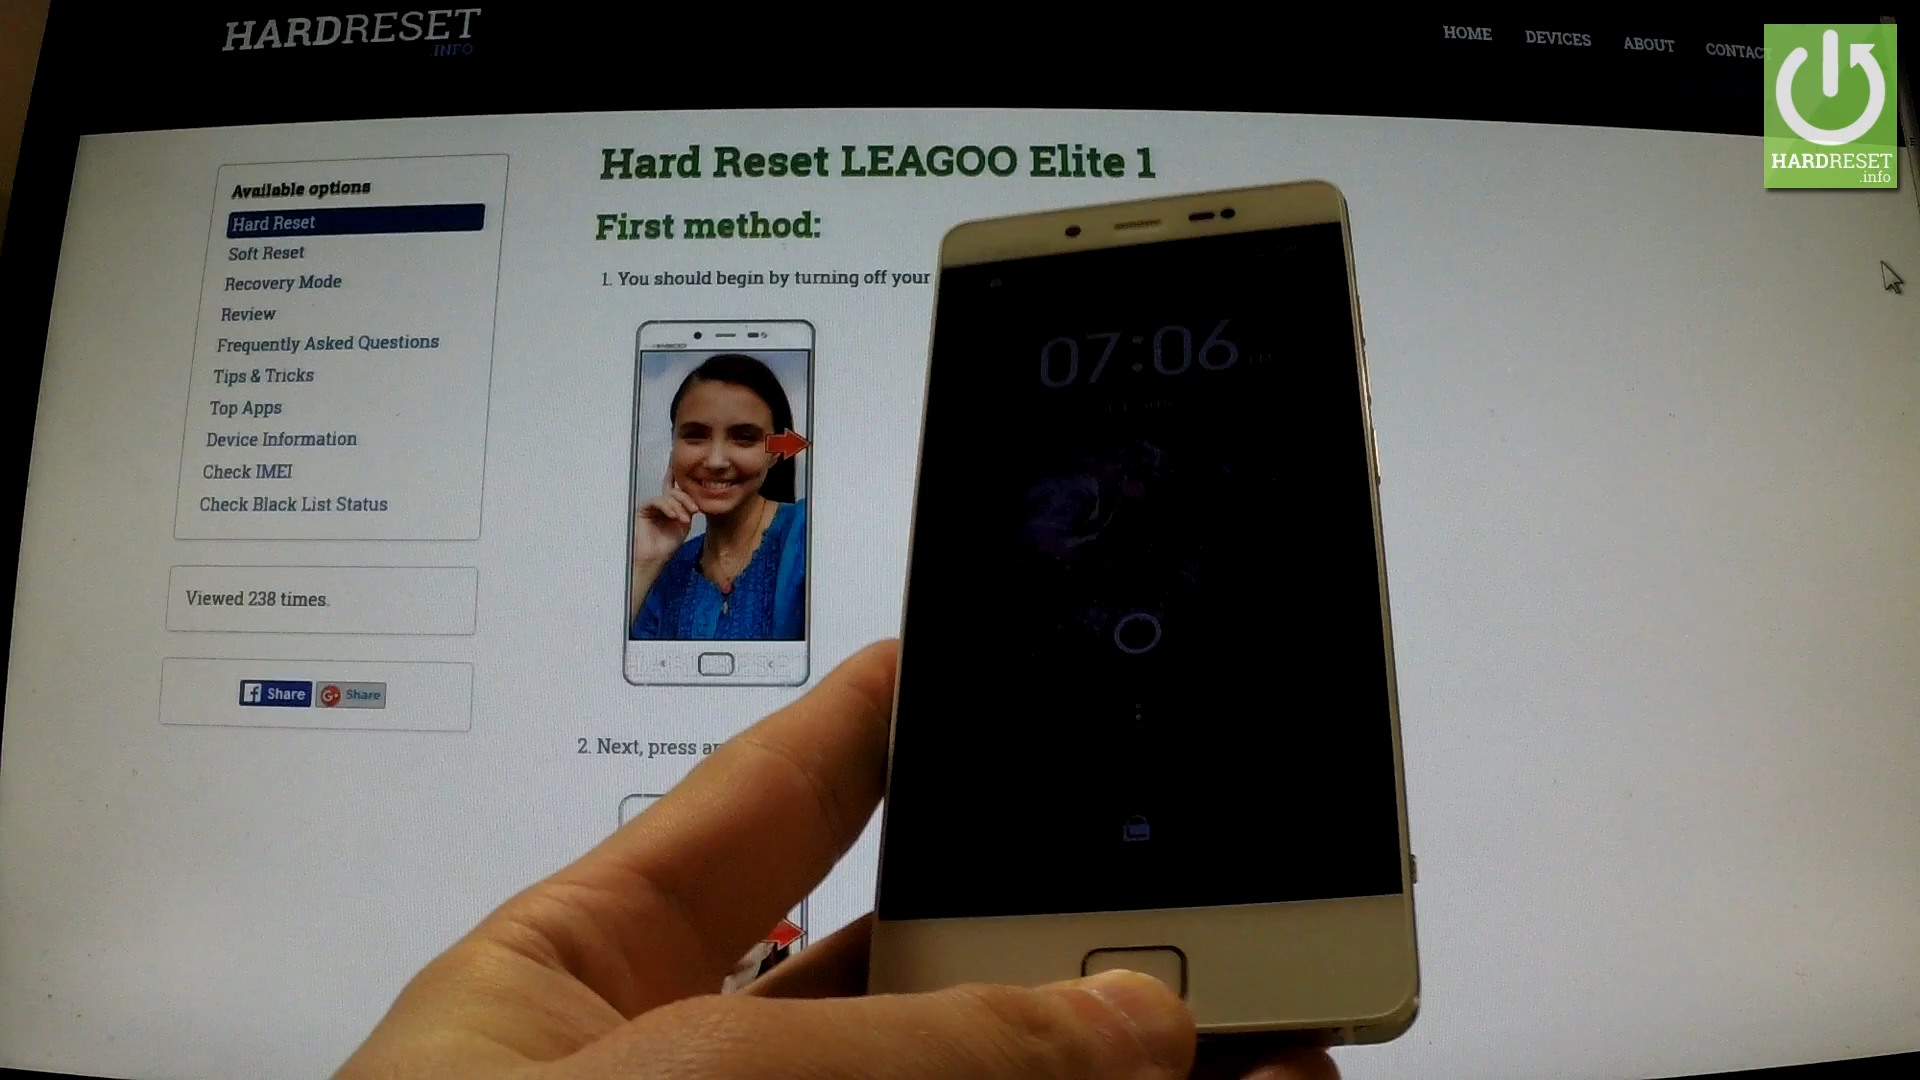 HARDRESET
.INFO
HOME DEVICES ABOUT CONTACT
HARDRESET
.info
Available options
Hard Reset
Soft Reset
Recovery Mode
Review
Frequently Asked Questions
Tips & Tricks
Top Apps
Device Information
Check IMEI
Check Black List Status
Viewed 238 times.
Share Share
Hard Reset LEAGOO Elite 1
First method:
1. You should begin by turning off your
2. Next, press
07:06